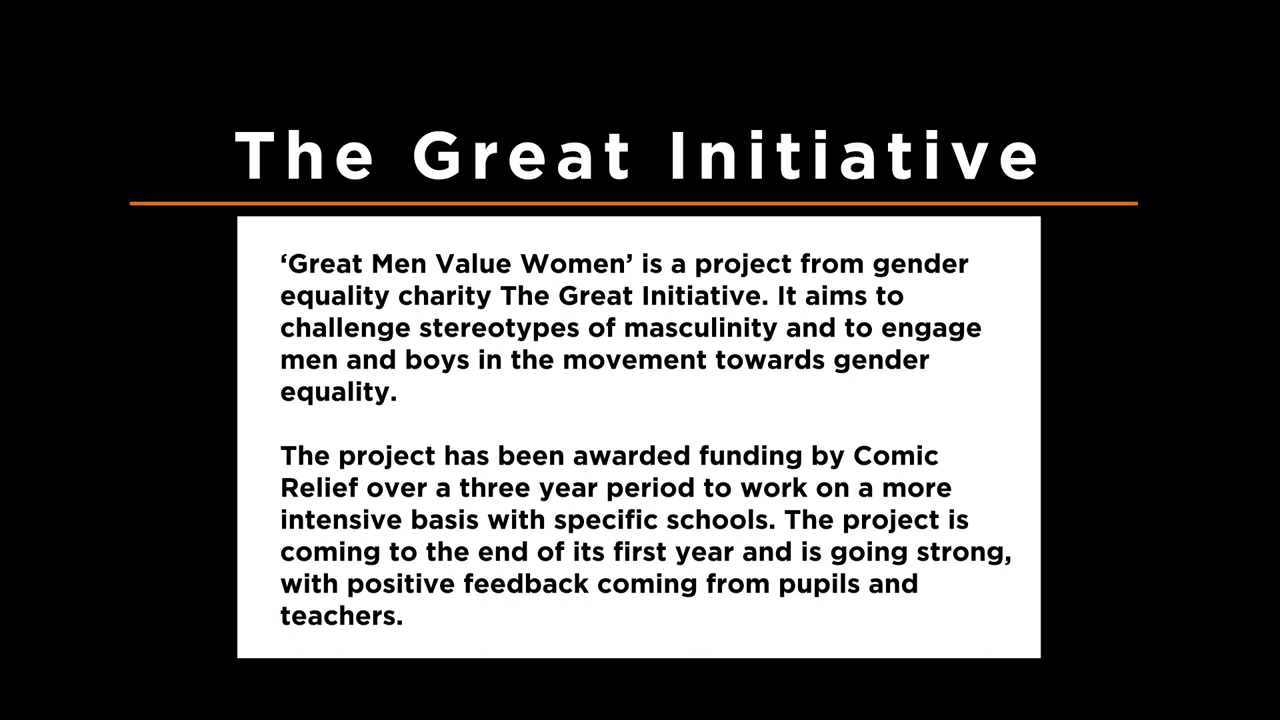 The Great Initiative
‘Great Men Value Women’ is a project from gender
equality charity The Great Initiative. It aims to
challenge stereotypes of masculinity and to engage
men and boys in the movement towards gender
equality.
The project has been awarded funding by Comic
Relief over a three year period to work on a more
intensive basis with specific schools. The project is
coming to the end of its first year and is going strong,
with positive feedback coming from pupils and
teachers.